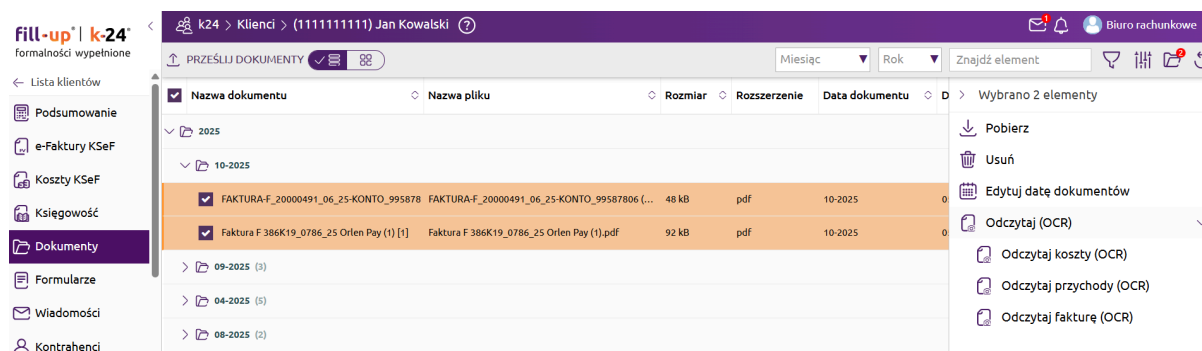 fill-up | k-24
formalności wypełnione
k24 > Klienci > (1111111111) Jan Kowalski ?
1
Biuro rachunkowe
Lista klientów
Podsumowanie
e-Faktury KSeF
Koszty KSeF
Księgowość
Dokumenty
Formularze
Wiadomości
Kontrahenci
PRZEŚLIJ DOKUMENTY
Miesiąc
Rok
Znajdź element
2
Nazwa dokumentu Nazwa pliku Rozmiar Rozszerzenie Data dokumentu D
2025
10-2025
FAKTURA-F_20000491_06_25-KONTO_995878 FAKTURA-F_20000491_06_25-KONTO_99587806 (... 48 kB pdf 10-2025 0
Faktura F 386K19_0786_25 Orlen Pay (1) [1] Faktura F 386K19_0786_25 Orlen Pay (1).pdf 92 kB pdf 10-2025 0
09-2025 (3)
04-2025 (5)
08-2025 (2)
Wybrano 2 elementy
Pobierz
Usuń
Edytuj datę dokumentów
Odczytaj (OCR)
Odczytaj koszty (OCR)
Odczytaj przychody (OCR)
Odczytaj fakturę (OCR)